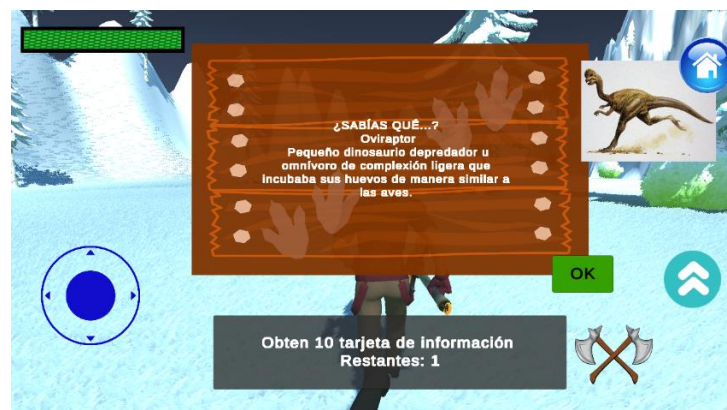 ¿SABÍAS QUÉ...?
Oviraptor
Pequeño dinosaurio depredador u
omnívoro de complexión ligera que
incubaba sus huevos de manera similar a
las aves.
OK
Obten 10 tarjeta de información
Restantes: 1